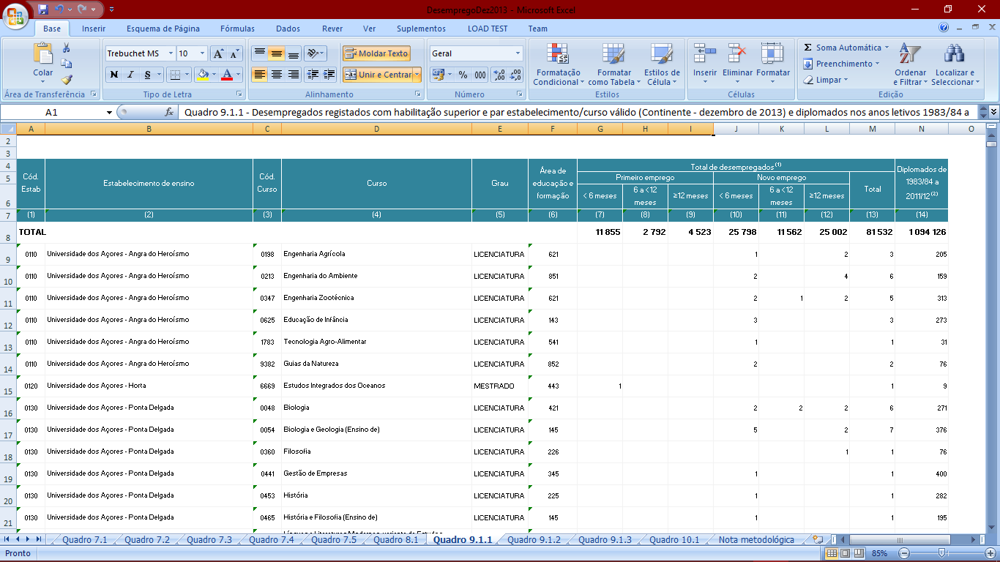 DesempregoDez2013 - Microsoft Excel
Base Inserir Esquema de Página Fórmulas Dados Rever Ver Suplementos LOAD TEST Team
Colar
Área de Transferência
Trebuchet MS 10
N I S
Tipo de Letra
Moldar Texto
Unir e Centrar
Alinhamento
Geral
% 000
Número
Formatação Condicional
Formatar como Tabela
Estilos de Célula
Estilos
Inserir Eliminar Formatar
Células
Soma Automática
Preenchimento
Limpar
Ordenar e Filtrar
Localizar e Seleccionar
Edição
A1 fx Quadro 9.1.1 - Desempregados registados com habilitação superior e par estabelecimento/curso válido (Continente - dezembro de 2013) e diplomados nos anos letivos 1983/84 a
A B C D E F G H I J K L M N O
2
3
4 Total de desempregados (1)
5 Primeiro emprego Novo emprego
6 Cód. Estab Estabelecimento de ensino Cód. Curso Curso Grau Área de educação e formação < 6 meses 6 a <12 meses ≥12 meses < 6 meses 6 a <12 meses ≥12 meses Total Diplomados de 1983/84 a 2011/12 (2)
7 (1) (2) (3) (4) (5) (6) (7) (8) (9) (10) (11) (12) (13) (14)
8 TOTAL 11 855 2 792 4 523 25 798 11 562 25 002 81 532 1 094 126
9 0110 Universidade dos Açores - Angra do Heroísmo 0198 Engenharia Agrícola LICENCIATURA 621 1 2 3 205
10 0110 Universidade dos Açores - Angra do Heroísmo 0213 Engenharia do Ambiente LICENCIATURA 851 2 4 6 159
11 0110 Universidade dos Açores - Angra do Heroísmo 0347 Engenharia Zootécnica LICENCIATURA 621 2 1 2 5 313
12 0110 Universidade dos Açores - Angra do Heroísmo 0625 Educação de Infância LICENCIATURA 143 3 3 273
13 0110 Universidade dos Açores - Angra do Heroísmo 1783 Tecnologia Agro-Alimentar LICENCIATURA 541 1 1 31
14 0110 Universidade dos Açores - Angra do Heroísmo 9382 Guias da Natureza LICENCIATURA 852 2 2 76
15 0120 Universidade dos Açores - Horta 6669 Estudos Integrados dos Oceanos MESTRADO 443 1 1 9
16 0130 Universidade dos Açores - Ponta Delgada 0048 Biologia LICENCIATURA 421 2 2 2 6 271
17 0130 Universidade dos Açores - Ponta Delgada 0054 Biologia e Geologia (Ensino de) LICENCIATURA 145 5 2 7 376
18 0130 Universidade dos Açores - Ponta Delgada 0360 Filosofia LICENCIATURA 226 1 1 76
19 0130 Universidade dos Açores - Ponta Delgada 0441 Gestão de Empresas LICENCIATURA 345 1 1 400
20 0130 Universidade dos Açores - Ponta Delgada 0453 História LICENCIATURA 225 1 1 282
21 0130 Universidade dos Açores - Ponta Delgada 0465 História e Filosofia (Ensino de) LICENCIATURA 145 1 1 195
Quadro 7.1 Quadro 7.2 Quadro 7.3 Quadro 7.4 Quadro 7.5 Quadro 8.1 Quadro 9.1.1 Quadro 9.1.2 Quadro 9.1.3 Quadro 10.1 Nota metodológica
Pronto 85%